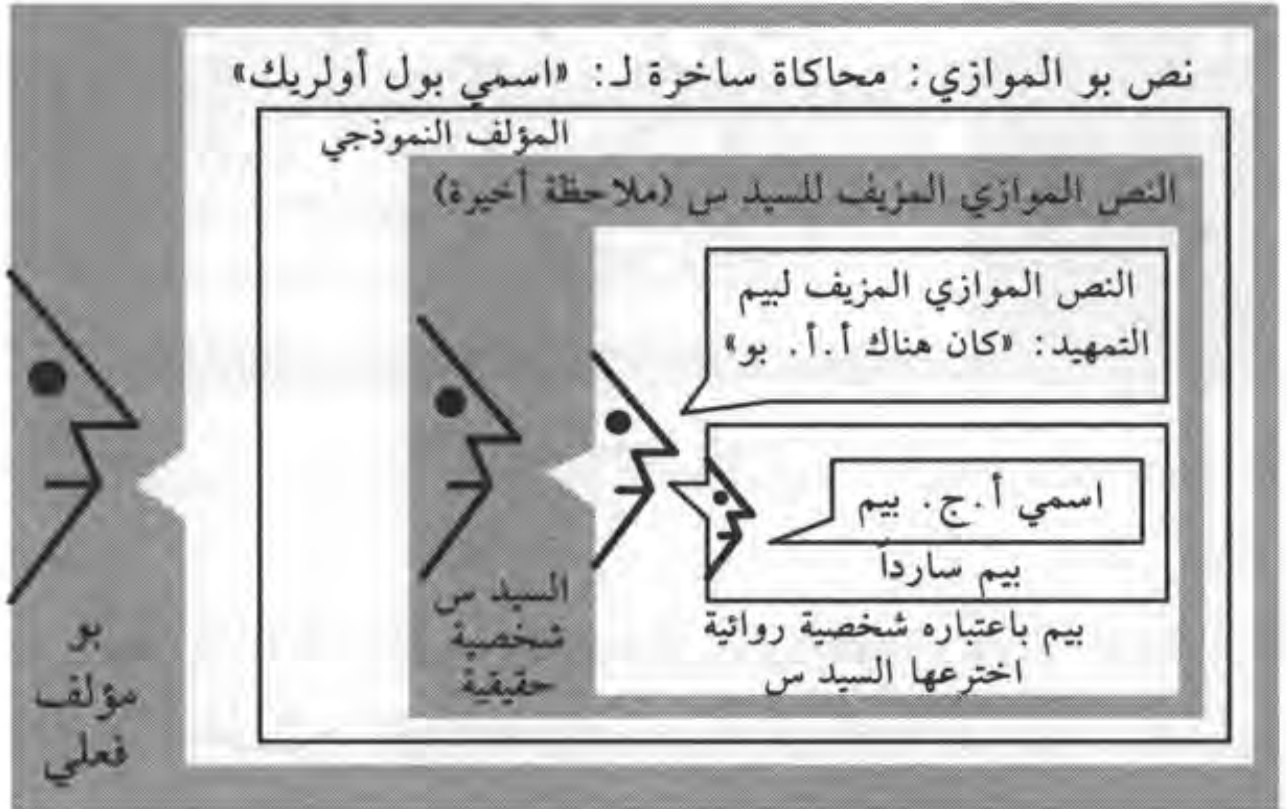 نص بو الموازي: محاكاة ساخرة لـ: «اسمي بول أولريك»
المؤلف النموذجي
النص الموازي المزيف للسيد س (ملاحظة أخيرة)
النص الموازي المزيف لبيم
التمهيد: «كان هناك أ.أ. بو»
اسمي أ.ج. بيم
بيم سارداً
بيم باعتباره شخصية روائية
اخترعها السيد س
السيد س
شخصية
حقيقية
بو
مؤلف
فعلي